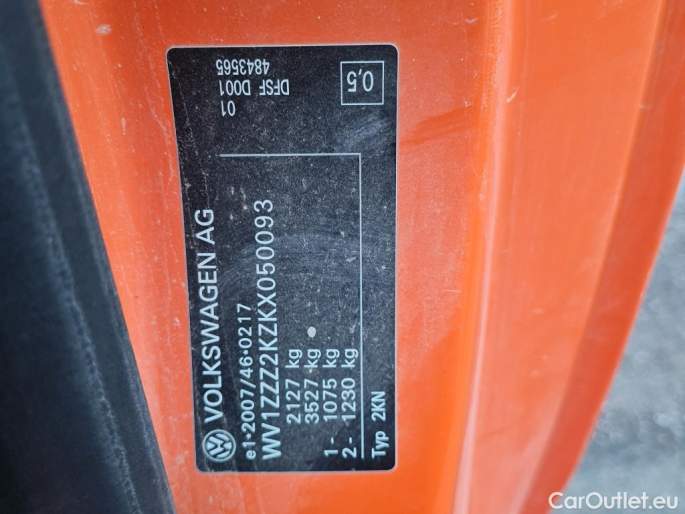 VOLKSWAGEN AG
e1*2007/46*0217
WV1ZZZ2KZKX050093
2127 kg
3527 kg
1- 1075 kg
2- 1230 kg
Typ 2KN
01
DFSF D001
4843565
0,5
CarOutlet.eu